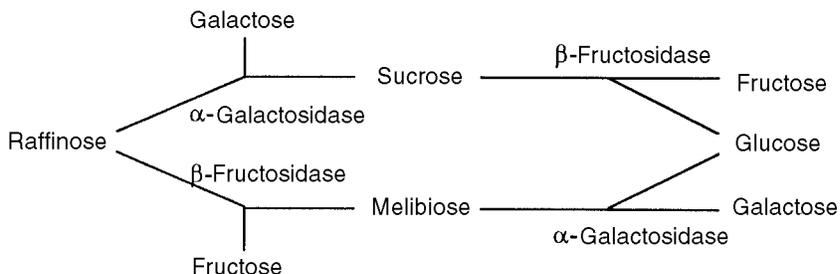 Galactose
β-Fructosidase
Sucrose
Fructose
α-Galactosidase
Raffinose
Glucose
β-Fructosidase
Melibiose
Galactose
α-Galactosidase
Fructose